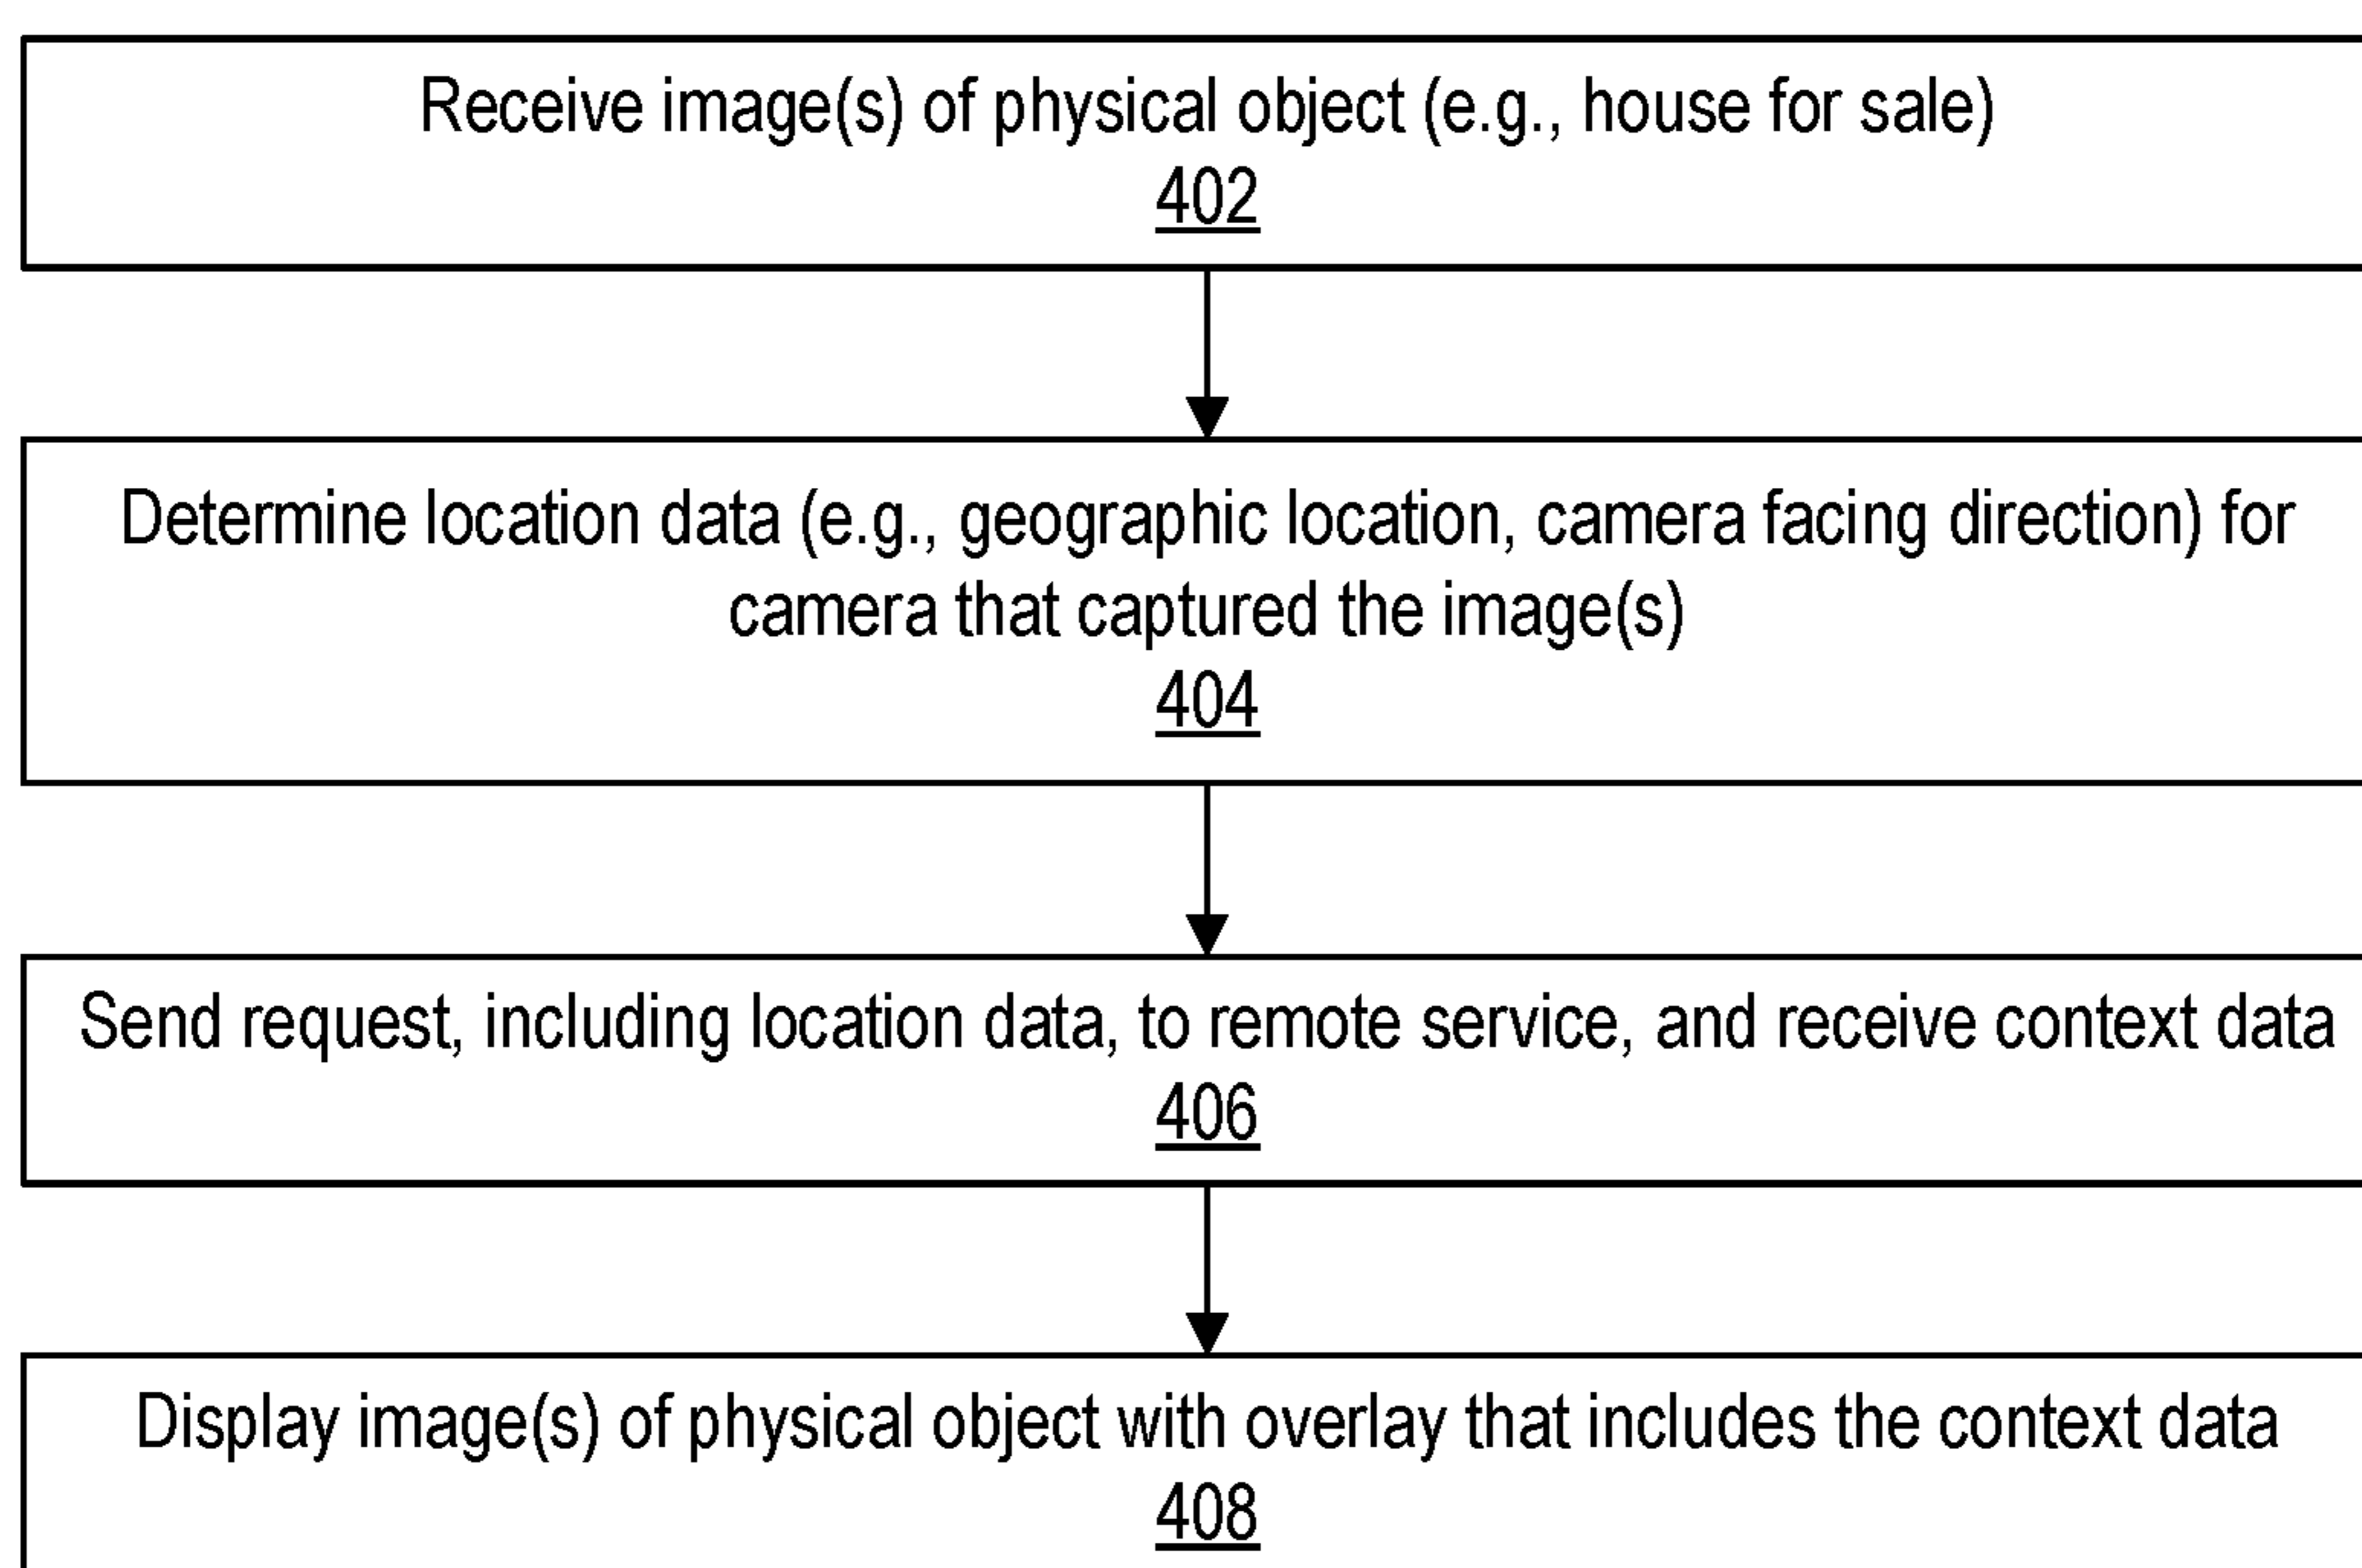 Receive image(s) of physical object (e.g., house for sale)
402
Determine location data (e.g., geographic location, camera facing direction) for
camera that captured the image(s)
404
Send request, including location data, to remote service, and receive context data
406
Display image(s) of physical object with overlay that includes the context data
408